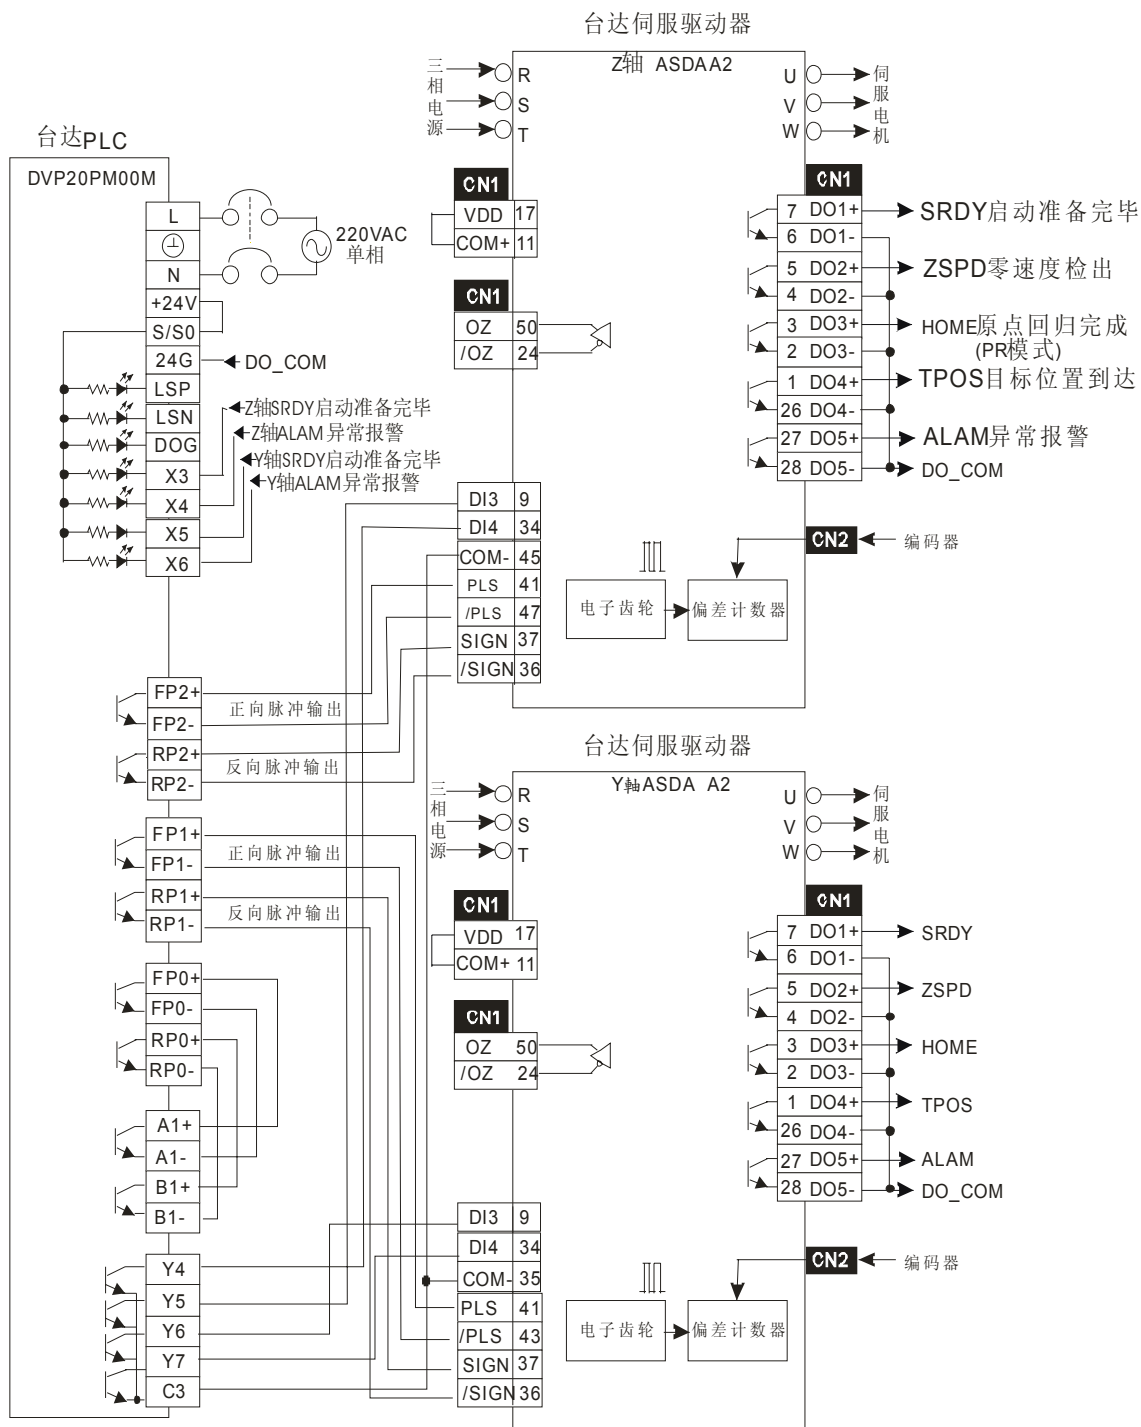 台达伺服驱动器
Z轴 ASDAA2
三相电源
R
S
T
U
V
W
伺服电机
台达PLC
DVP20PM00M
L
N
+24V
S/S0
24G
LSP
LSN
DOG
X3
X4
X5
X6
220VAC
单相
DO_COM
Z轴SRDY启动准备完毕
Z轴ALAM异常报警
Y轴SRDY启动准备完毕
Y轴ALAM异常报警
CN1
VDD 17
COM+ 11
CN1
OZ 50
/OZ 24
CN1
7 DO1+
6 DO1-
5 DO2+
4 DO2-
3 DO3+
2 DO3-
1 DO4+
26 DO4-
27 DO5+
28 DO5-
SRDY启动准备完毕
ZSPD零速度检出
HOME原点回归完成
(PR模式)
TPOS目标位置到达
ALAM异常报警
DO_COM
DI3 9
DI4 34
COM- 45
PLS 41
/PLS 47
SIGN 37
/SIGN 36
CN2
编码器
电子齿轮
偏差计数器
FP2+
FP2-
RP2+
RP2-
正向脉冲输出
反向脉冲输出
FP1+
FP1-
RP1+
RP1-
正向脉冲输出
反向脉冲输出
FP0+
FP0-
RP0+
RP0-
A1+
A1-
B1+
B1-
Y4
Y5
Y6
Y7
C3
台达伺服驱动器
Y軸ASDA A2
三相电源
R
S
T
U
V
W
伺服电机
CN1
VDD 17
COM+ 11
CN1
OZ 50
/OZ 24
CN1
7 DO1+
6 DO1-
5 DO2+
4 DO2-
3 DO3+
2 DO3-
1 DO4+
26 DO4-
27 DO5+
28 DO5-
SRDY
ZSPD
HOME
TPOS
ALAM
DO_COM
DI3 9
DI4 34
COM- 35
PLS 41
/PLS 43
SIGN 37
/SIGN 36
CN2
编码器
电子齿轮
偏差计数器